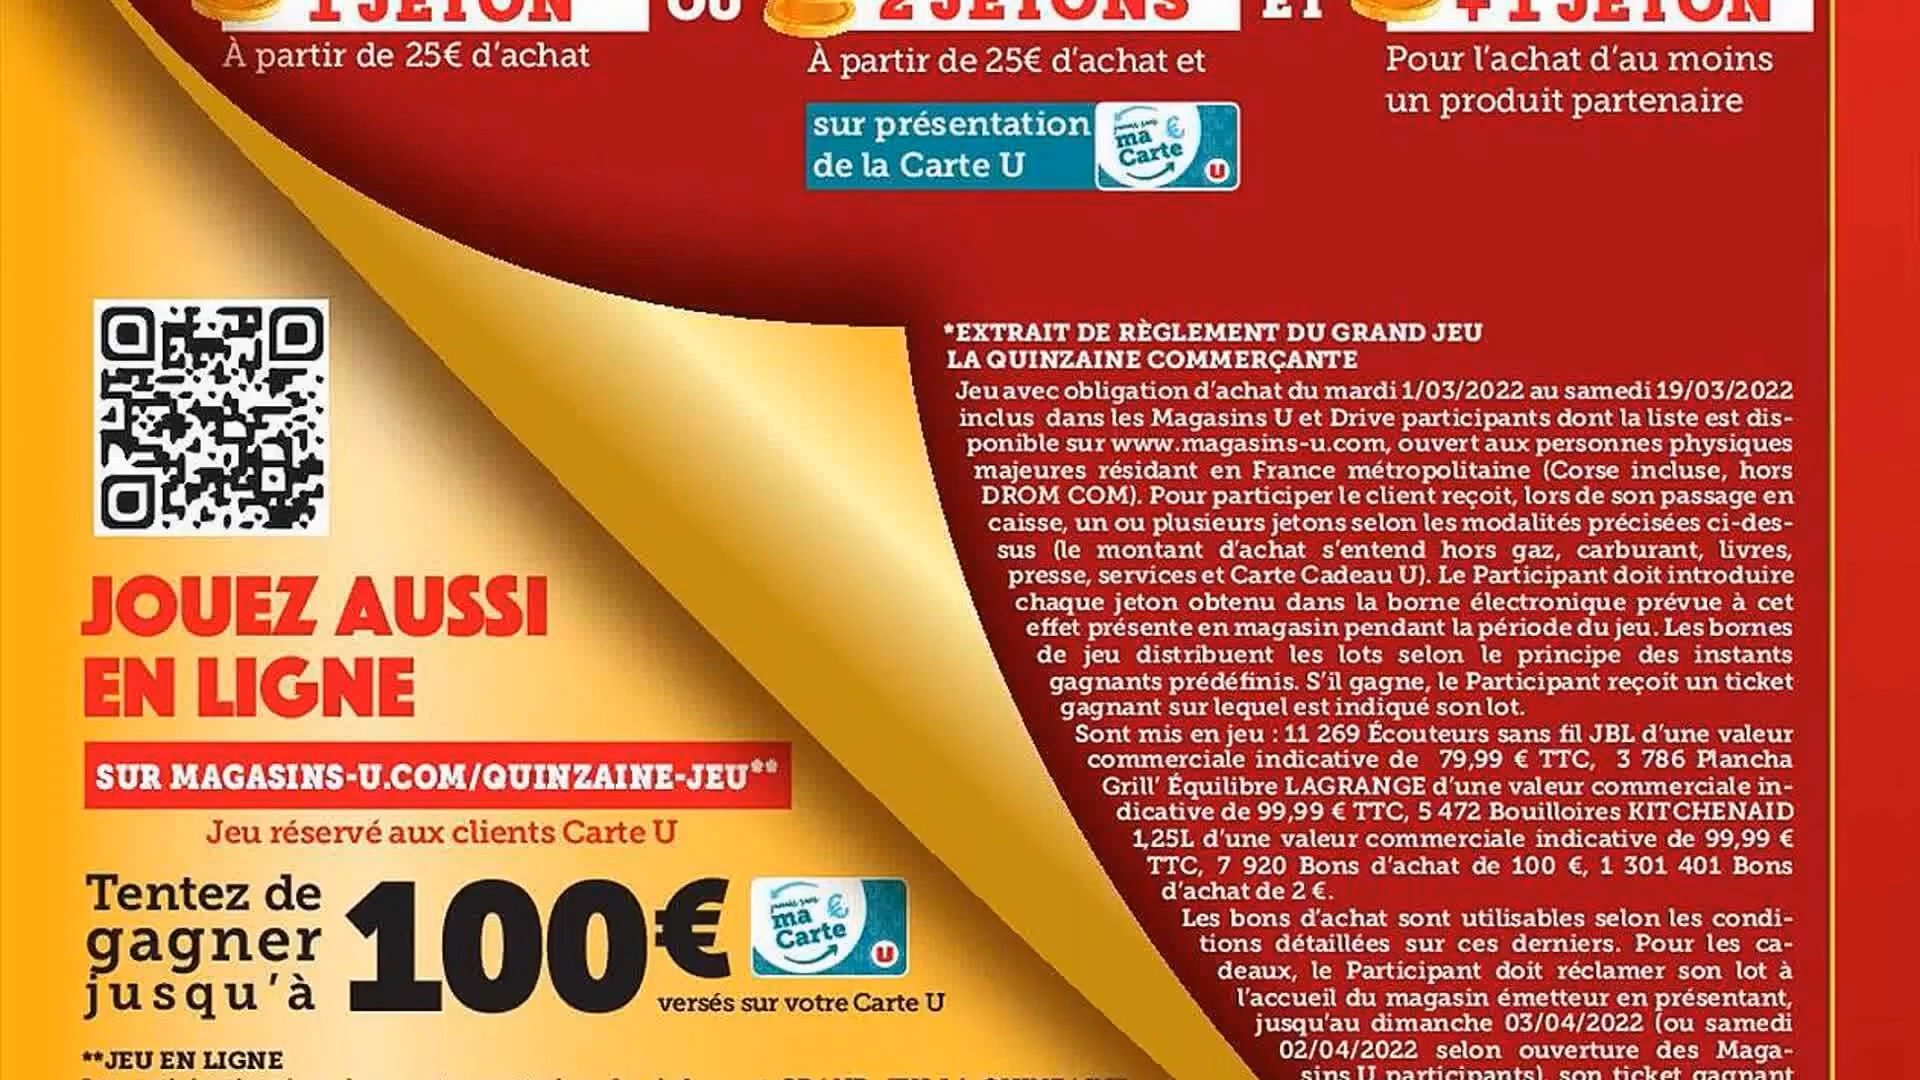 1 JETON OU 2 JETONS ET + 1 JETON
À partir de 25€ d'achat
À partir de 25€ d'achat et
sur présentation
de la Carte U
ma
Carte
€
U
Pour l'achat d'au moins
un produit partenaire
*EXTRAIT DE RÈGLEMENT DU GRAND JEU
LA QUINZAINE COMMERÇANTE
Jeu avec obligation d'achat du mardi 1/03/2022 au samedi 19/03/2022
inclus dans les Magasins U et Drive participants dont la liste est dis-
ponible sur www.magasins-u.com, ouvert aux personnes physiques
majeures résidant en France métropolitaine (Corse incluse, hors
DROM COM). Pour participer le client reçoit, lors de son passage en
caisse, un ou plusieurs jetons selon les modalités précisées ci-des-
sus (le montant d'achat s'entend hors gaz, carburant, livres,
presse, services et Carte Cadeau U). Le Participant doit introduire
chaque jeton obtenu dans la borne électronique prévue à cet
effet présente en magasin pendant la période du jeu. Les bornes
de jeu distribuent les lots selon le principe des instants
gagnants prédéfinis. S'il gagne, le Participant reçoit un ticket
gagnant sur lequel est indiqué son lot.
Sont mis en jeu : 11 269 Écouteurs sans fil JBL d'une valeur
commerciale indicative de 79,99 € TTC, 3 786 Plancha
Grill' Équilibre LAGRANGE d'une valeur commerciale in-
dicative de 99,99 € TTC, 5 472 Bouilloires KITCHENAID
1,25L d'une valeur commerciale indicative de 99,99 €
TTC, 7 920 Bons d'achat de 100 €, 1 301 401 Bons
d'achat de 2 €.
Les bons d'achat sont utilisables selon les condi-
tions détaillées sur ces derniers. Pour les ca-
deaux, le Participant doit réclamer son lot à
l'accueil du magasin émetteur en présentant,
jusqu'au dimanche 03/04/2022 (ou samedi
02/04/2022 selon ouverture des Maga-
sins U participants), son ticket gagnant
JOUEZ AUSSI
EN LIGNE
SUR MAGASINS-U.COM/QUINZAINE-JEU**
Jeu réservé aux clients Carte U
Tentez de
gagner
jusqu'à
100€
ma
Carte
€
U
versés sur votre Carte U
**JEU EN LIGNE